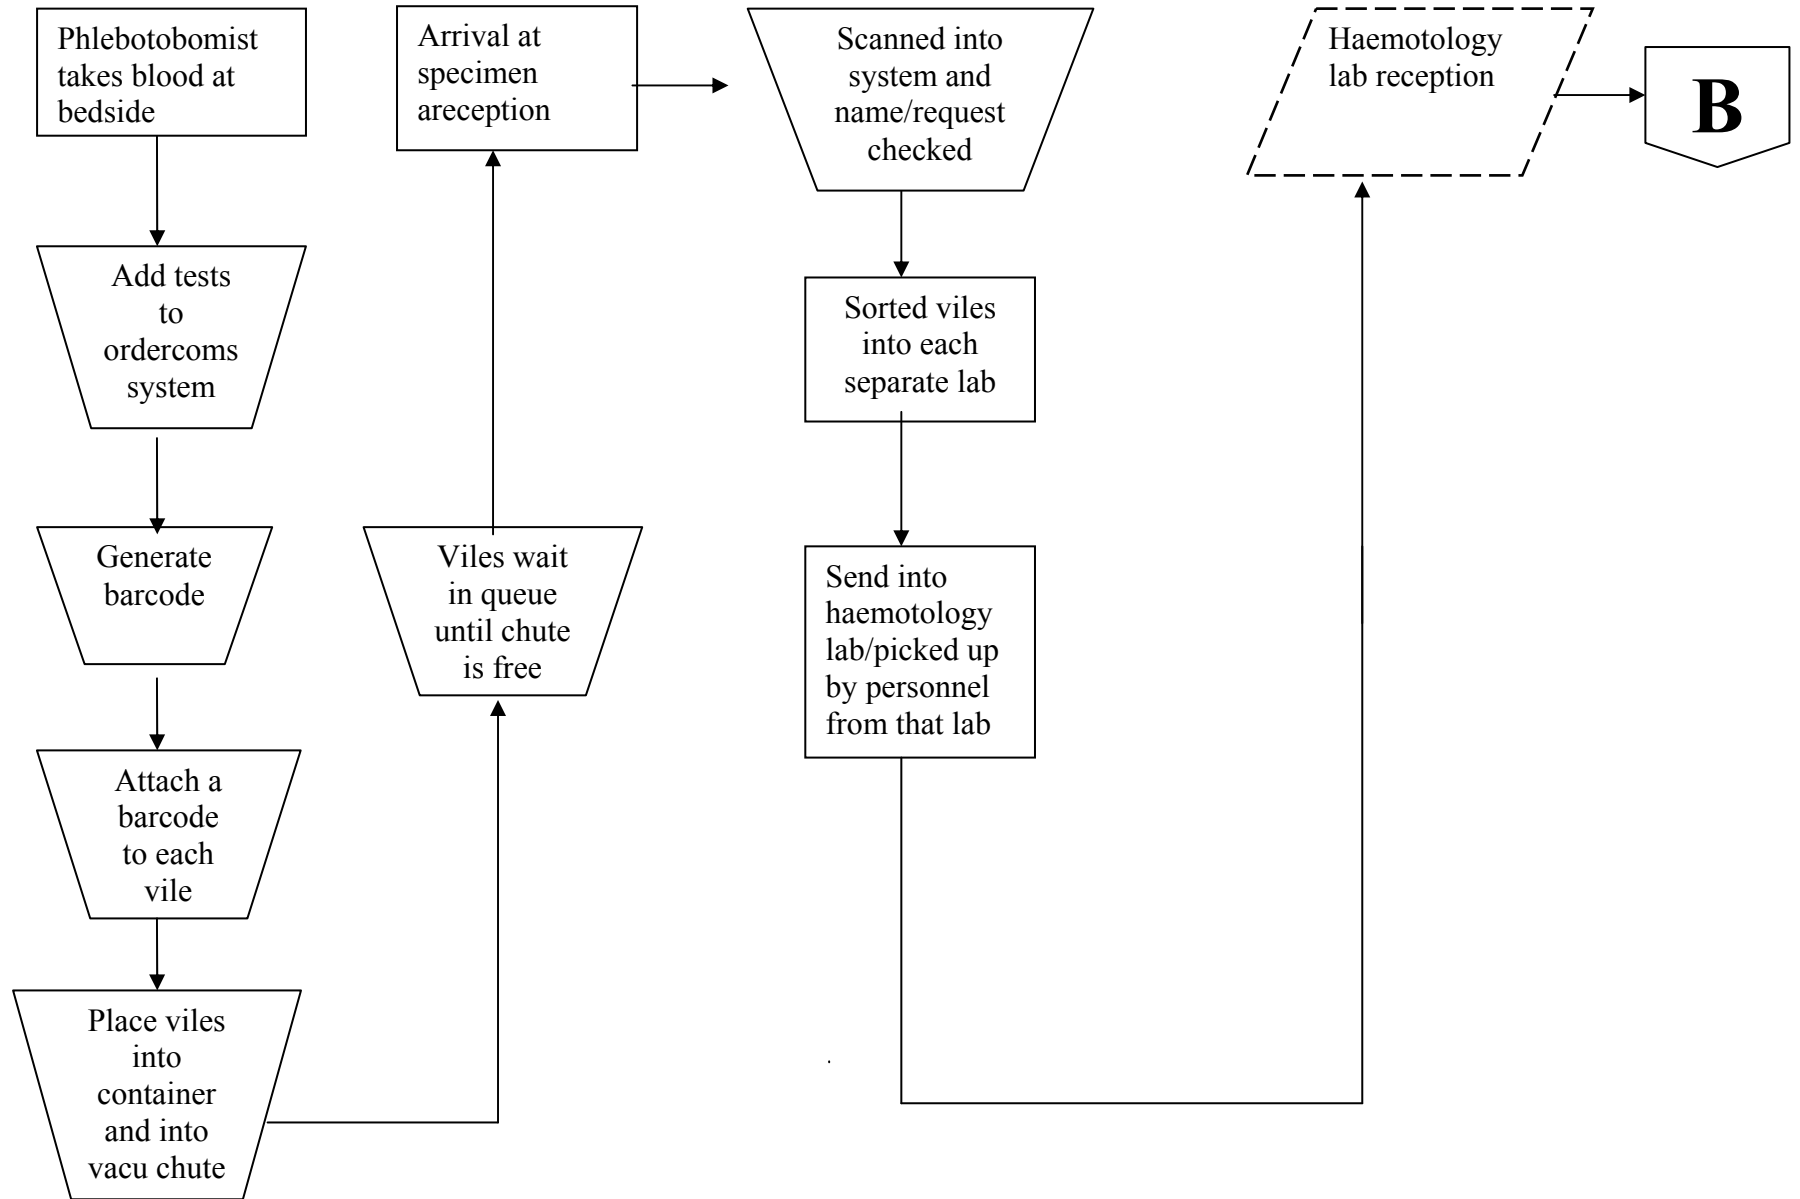 Phlebotobomist
takes blood at
bedside
Add tests
to
ordercoms
system
Generate
barcode
Attach a
barcode
to each
vile
Place viles
into
container
and into
vacu chute
Viles wait
in queue
until chute
is free
Arrival at
specimen
areception
Scanned into
system and
name/request
checked
Sorted viles
into each
separate lab
Send into
haemotology
lab/picked up
by personnel
from that lab
Haemotology
lab reception
B